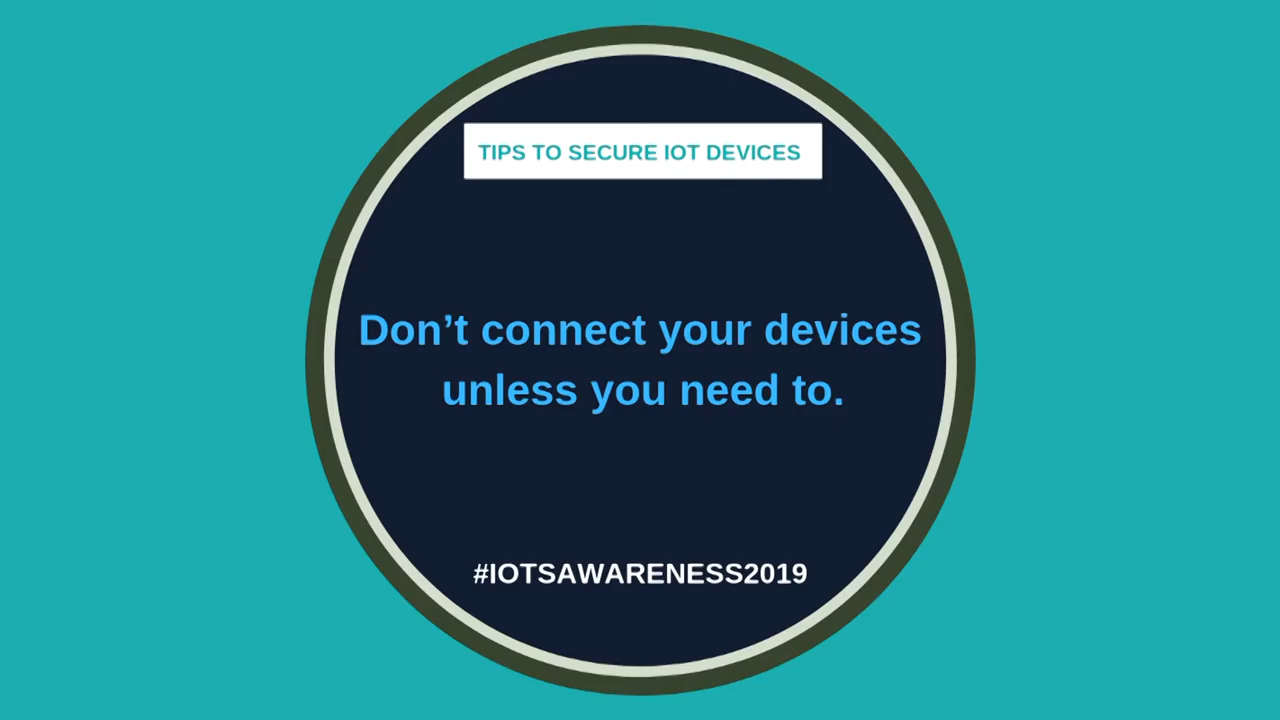 TIPS TO SECURE IOT DEVICES
Don’t connect your devices
unless you need to.
#IOTSAWARENESS2019